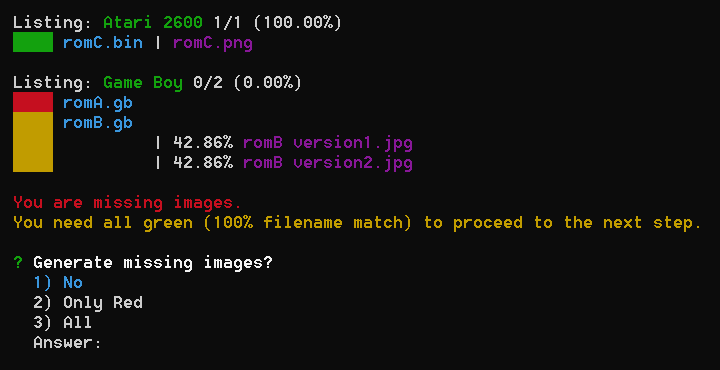 Listing: Atari 2600 1/1 (100.00%)
romC.bin | romC.png
Listing: Game Boy 0/2 (0.00%)
romA.gb
romB.gb
| 42.86% romB version1.jpg
| 42.86% romB version2.jpg
You are missing images.
You need all green (100% filename match) to proceed to the next step.
? Generate missing images?
1) No
2) Only Red
3) All
Answer: